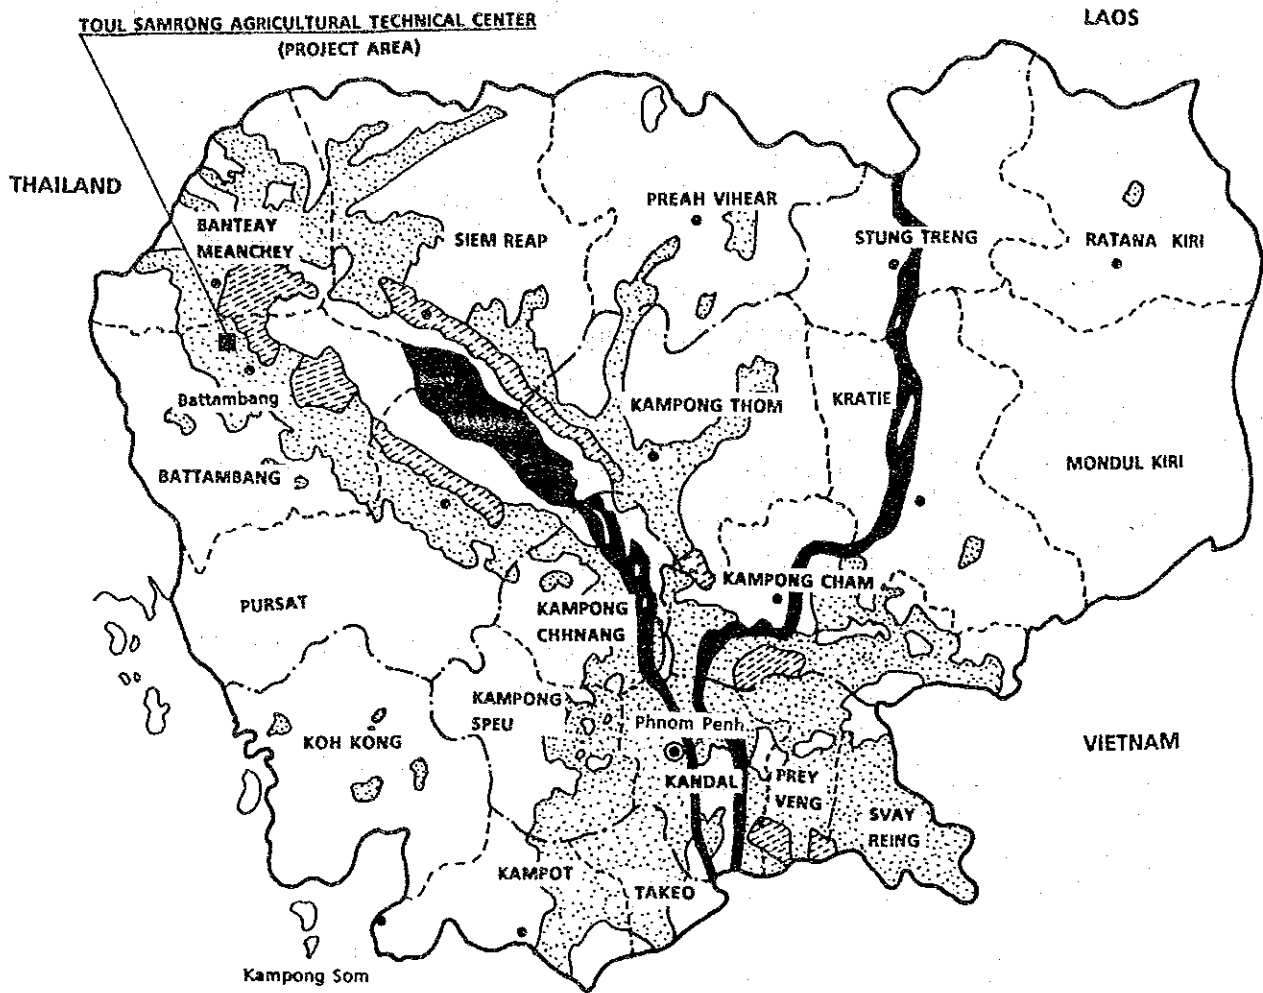 TOUL SAMRONG AGRICULTURAL TECHNICAL CENTER
(PROJECT AREA)
LAOS
THAILAND
BANTEAY
MEANCHEY
SIEM REAP
PREAH VIHEAR
STUNG TRENG
RATANA KIRI
Battambang
KAMPONG THOM
KRATIE
BATTAMBANG
MONDUL KIRI
PURSAT
KAMPONG
CHHNANG
KAMPONG CHAM
KAMPONG
SPEU
Phnom Penh
KOH KONG
VIETNAM
KANDAL
PREY
VENG
SVAY
REING
KAMPOT
TAKEO
Kampong Som